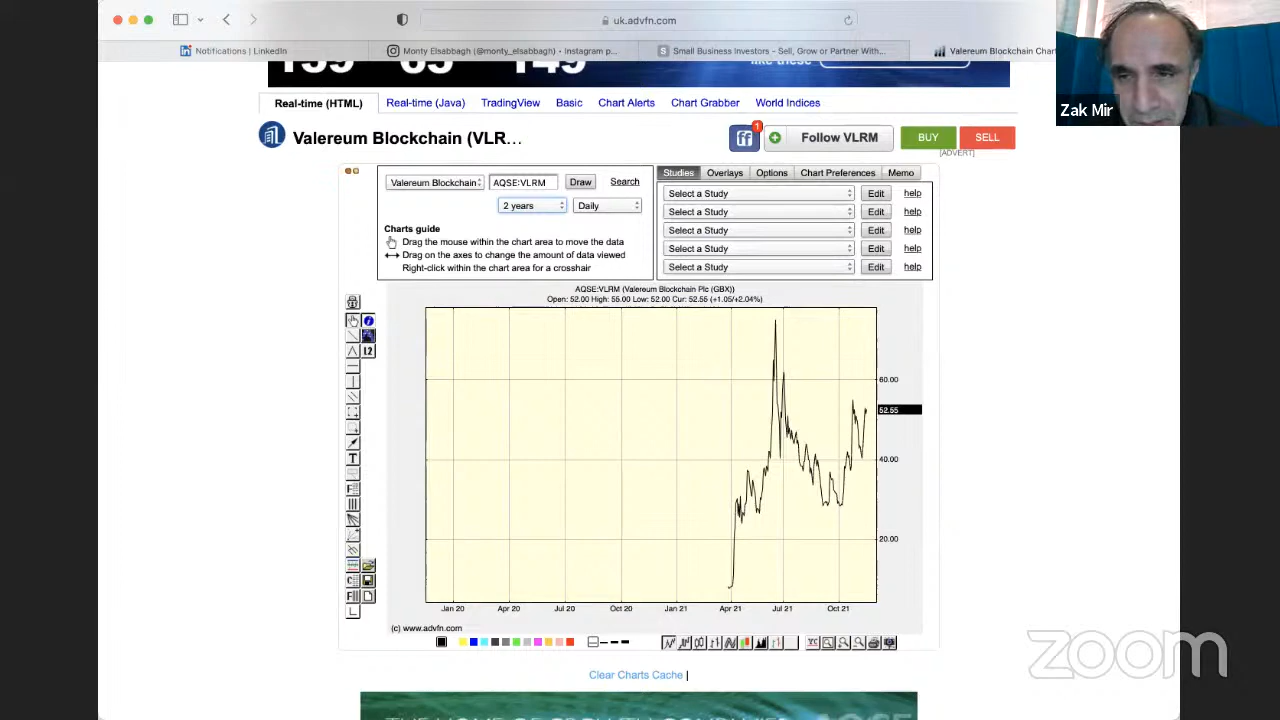 uk.advfn.com
Notifications | LinkedIn
Monty Elsabbagh (@monty_elsabbagh) • Instagram p...
Small Business Investors - Sell, Grow or Partner With...
Valereum Blockchain Char
Zak Mir
like these
Real-time (HTML) Real-time (Java) TradingView Basic Chart Alerts Chart Grabber World Indices
Valereum Blockchain (VLR...
ff 1 Follow VLRM BUY SELL
[ADVERT]
Valereum Blockchain AQSE:VLRM Draw Search
2 years Daily
Charts guide
Drag the mouse within the chart area to move the data
Drag on the axes to change the amount of data viewed
Right-click within the chart area for a crosshair
Studies Overlays Options Chart Preferences Memo
Select a Study Edit help
Select a Study Edit help
Select a Study Edit help
Select a Study Edit help
Select a Study Edit help
AQSE:VLRM (Valereum Blockchain Plc (GBX))
Open: 52.00 High: 55.00 Low: 52.00 Cur: 52.55 (+1.05/+2.04%)
60.00
52.55
40.00
20.00
Jan 20 Apr 20 Jul 20 Oct 20 Jan 21 Apr 21 Jul 21 Oct 21
(c) www.advfn.com
Clear Charts Cache |
zoom